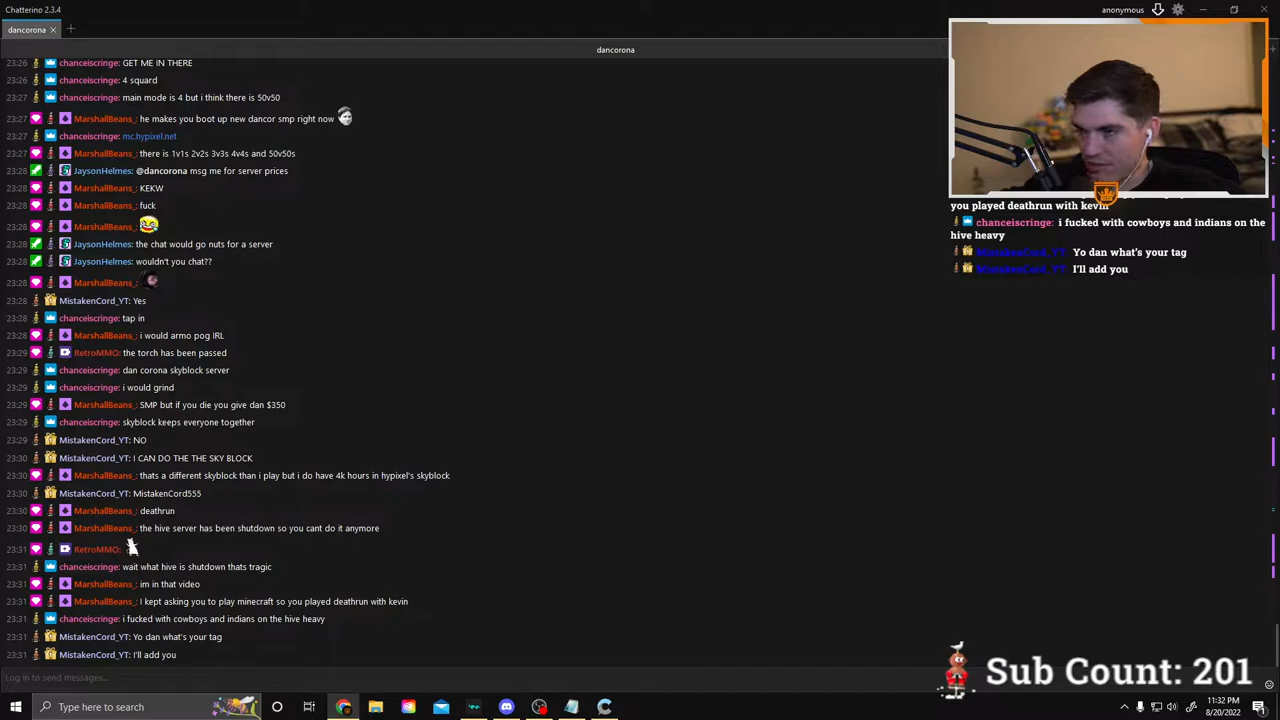 Chatterino 2.3.4
anonymous
dancorona
dancorona
23:26 chanceiscringe: GET ME IN THERE
23:26 chanceiscringe: 4 squard
23:27 chanceiscringe: main mode is 4 but i think there is 50v50
23:27 MarshallBeans_: he makes you boot up new dancor smp right now
23:27 chanceiscringe: mc.hypixel.net
23:27 MarshallBeans_: there is 1v1s 2v2s 3v3s 4v4s and 50v50s
23:28 JaysonHelmes: @dancorona msg me for server prices
23:28 MarshallBeans_: KEKW
23:28 MarshallBeans_: fuck
23:28 MarshallBeans_:
23:28 JaysonHelmes: the chat would go nuts for a server
23:28 JaysonHelmes: wouldn't you chat??
23:28 MarshallBeans_:
23:28 MistakenCord_YT: Yes
23:28 chanceiscringe: tap in
23:28 MarshallBeans_: i would armo pog IRL
23:29 RetroMMO: the torch has been passed
23:29 chanceiscringe: dan corona skyblock server
23:29 chanceiscringe: i would grind
23:29 MarshallBeans_: SMP but if you die you give dan $350
23:29 chanceiscringe: skyblock keeps everyone together
23:29 MistakenCord_YT: NO
23:30 MistakenCord_YT: I CAN DO THE THE SKY BLOCK
23:30 MarshallBeans_: thats a different skyblock than i play but i do have 4k hours in hypixel's skyblock
23:30 MistakenCord_YT: MistakenCord555
23:30 MarshallBeans_: deathrun
23:30 MarshallBeans_: the hive server has been shutdown so you cant do it anymore
23:31 RetroMMO:
23:31 chanceiscringe: wait what hive is shutdown thats tragic
23:31 MarshallBeans_: im in that video
23:31 MarshallBeans_: I kept asking you to play minecraft so you played deathrun with kevin
23:31 chanceiscringe: i fucked with cowboys and indians on the hive heavy
23:31 MistakenCord_YT: Yo dan what's your tag
23:31 MistakenCord_YT: I'll add you
Log in to send messages...
you played deathrun with kevin
chanceiscringe: i fucked with cowboys and indians on the
hive heavy
MistakenCord_YT Yo dan what's your tag
MistakenCord_YT I'll add you
Sub Count: 201
Type here to search
11:32 PM
8/20/2022